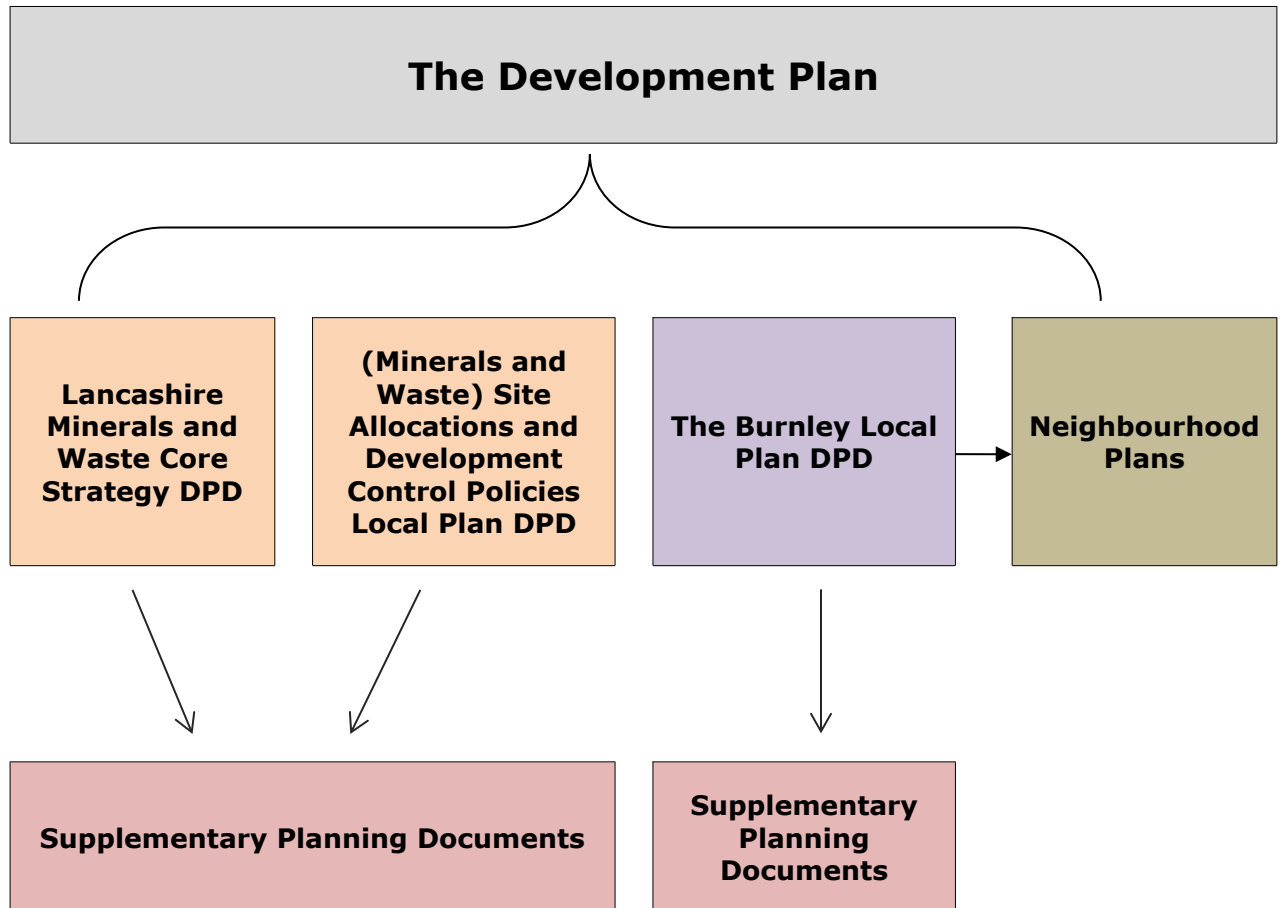 The Development Plan
Lancashire
Minerals and
Waste Core
Strategy DPD
(Minerals and
Waste) Site
Allocations and
Development
Control Policies
Local Plan DPD
The Burnley Local
Plan DPD
Neighbourhood
Plans
Supplementary Planning Documents
Supplementary
Planning
Documents